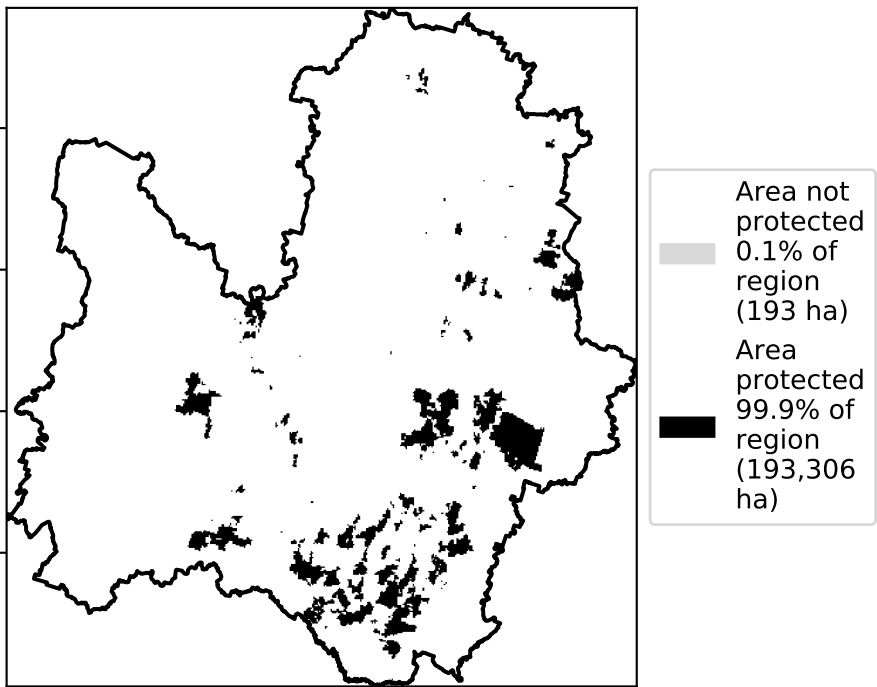 Area not
protected
0.1% of
region
(193 ha)
Area
protected
99.9% of
region
(193,306
ha)